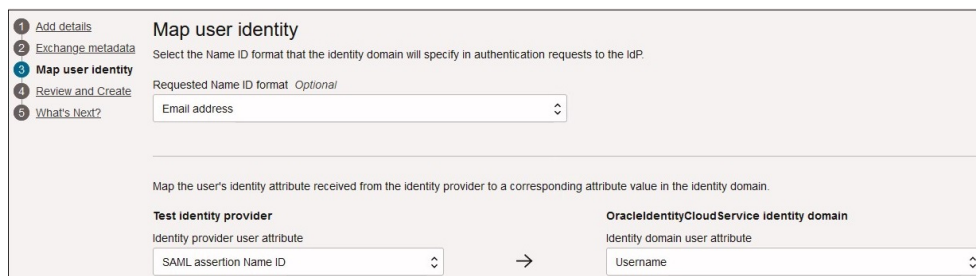 1 Add details
2 Exchange metadata
3 Map user identity
4 Review and Create
5 What's Next?
Map user identity
Select the Name ID format that the identity domain will specify in authentication requests to the IdP.
Requested Name ID format Optional
Email address
Map the user's identity attribute received from the identity provider to a corresponding attribute value in the identity domain.
Test identity provider
Identity provider user attribute
SAML assertion Name ID
→
OracleIdentityCloudService identity domain
Identity domain user attribute
Username